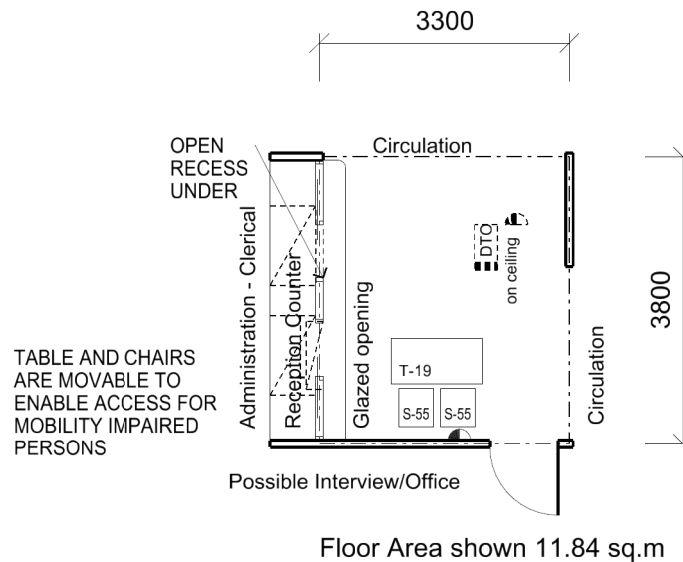 3300
OPEN
RECESS
UNDER
Circulation
Administration - Clerical
Reception Counter
Glazed opening
DTO
on ceiling
3800
Circulation
T-19
S-55
S-55
TABLE AND CHAIRS
ARE MOVABLE TO
ENABLE ACCESS FOR
MOBILITY IMPAIRED
PERSONS
Possible Interview/Office
Floor Area shown 11.84 sq.m